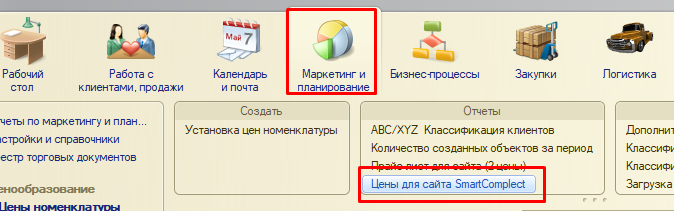 Рабочий
стол
Работа с
клиентами, продажи
Май
7
Календарь
и почта
Маркетинг и
планирование
Бизнес-процессы
Закупки
Логистика
четы по маркетингу и план...
стройки и справочники
естр торговых документов
енообразование
Цены номенклатуры
Создать
Установка цен номенклатуры
Отчеты
ABC/XYZ Классификация клиентов
Количество созданных объектов за период
Прайс лист для сайта (2 цены)
Цены для сайта SmartComplect
Дополнит
Классифи
Классифи
Загрузка